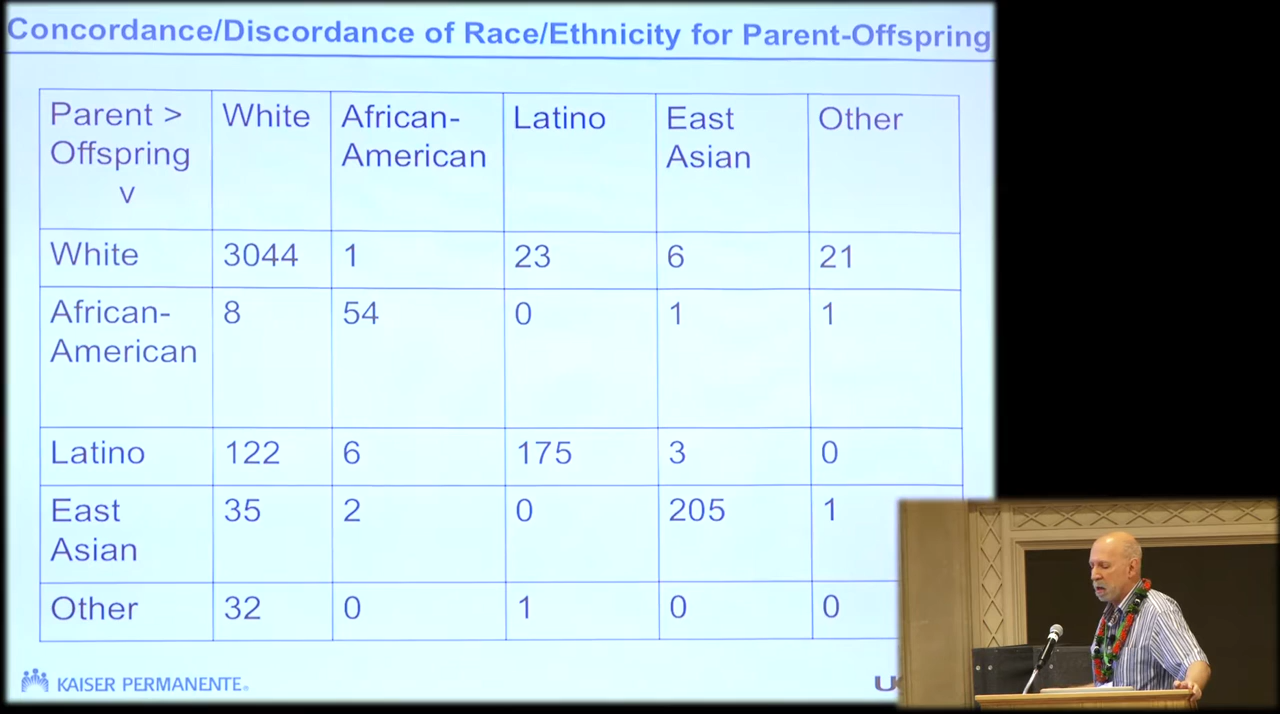 Concordance/Discordance of Race/Ethnicity for Parent-Offspring
Parent > Offspring v White African-American Latino East Asian Other
White 3044 1 23 6 21
African-American 8 54 0 1 1
Latino 122 6 175 3 0
East Asian 35 2 0 205 1
Other 32 0 1 0 0
KAISER PERMANENTE®